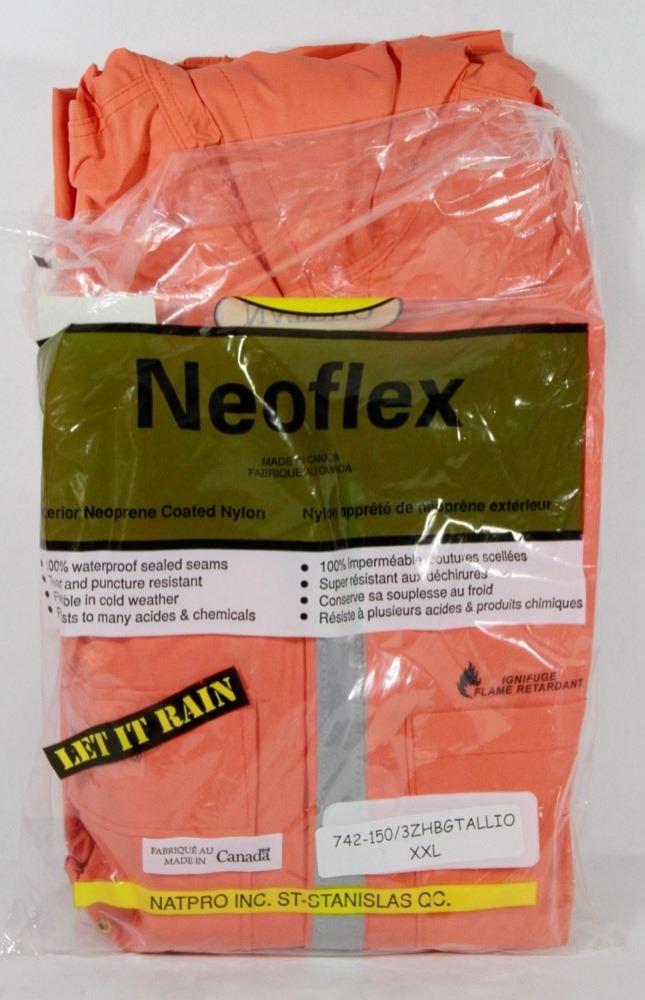 Neoflex
MADE IN CANADA
FABRIQUÉ AU CANADA
terior Neoprene Coated Nylon
Nylon apprêté de néoprène extérieur
100% waterproof sealed seams
and puncture resistant
in cold weather
to many acids & chemicals
• 100% Imperméable coutures scellées
• Super résistant aux déchirures
• Conserve sa souplesse au froid
• Résiste à plusieurs acides & produits chimiques
IGNIFUGE
FLAME RETARDANT
LET IT RAIN
742-150/3ZHBGTALLIO
XXL
FABRIQUÉ AU
MADE IN Canada
NATPRO INC. ST-STANISLAS QC.